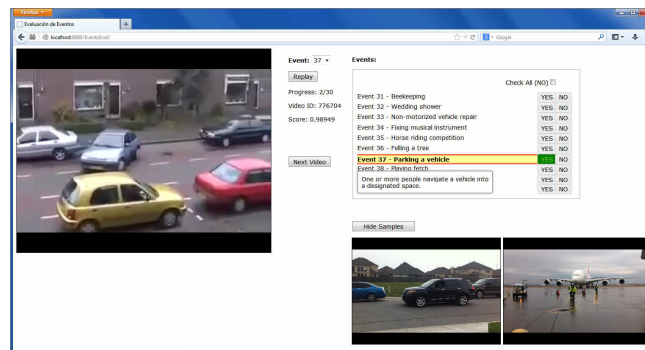 Firefox
Evaluación de Eventos
localhost:8888/EventsEval/
Google
Event: 37
Events:
Replay
Check All (NO)
Progress: 2/30
Event 31 - Beekeeping YES NO
Video ID: 776704
Event 32 - Wedding shower YES NO
Event 33 - Non-motorized vehicle repair YES NO
Score: 0.98949
Event 34 - Fixing musical instrument YES NO
Event 35 - Horse riding competition YES NO
Event 36 - Felling a tree YES NO
Next Video
Event 37 - Parking a vehicle YES NO
Event 38 - Playing fetch YES NO
One or more people navigate a vehicle into YES NO
a designated space. YES NO
Hide Samples